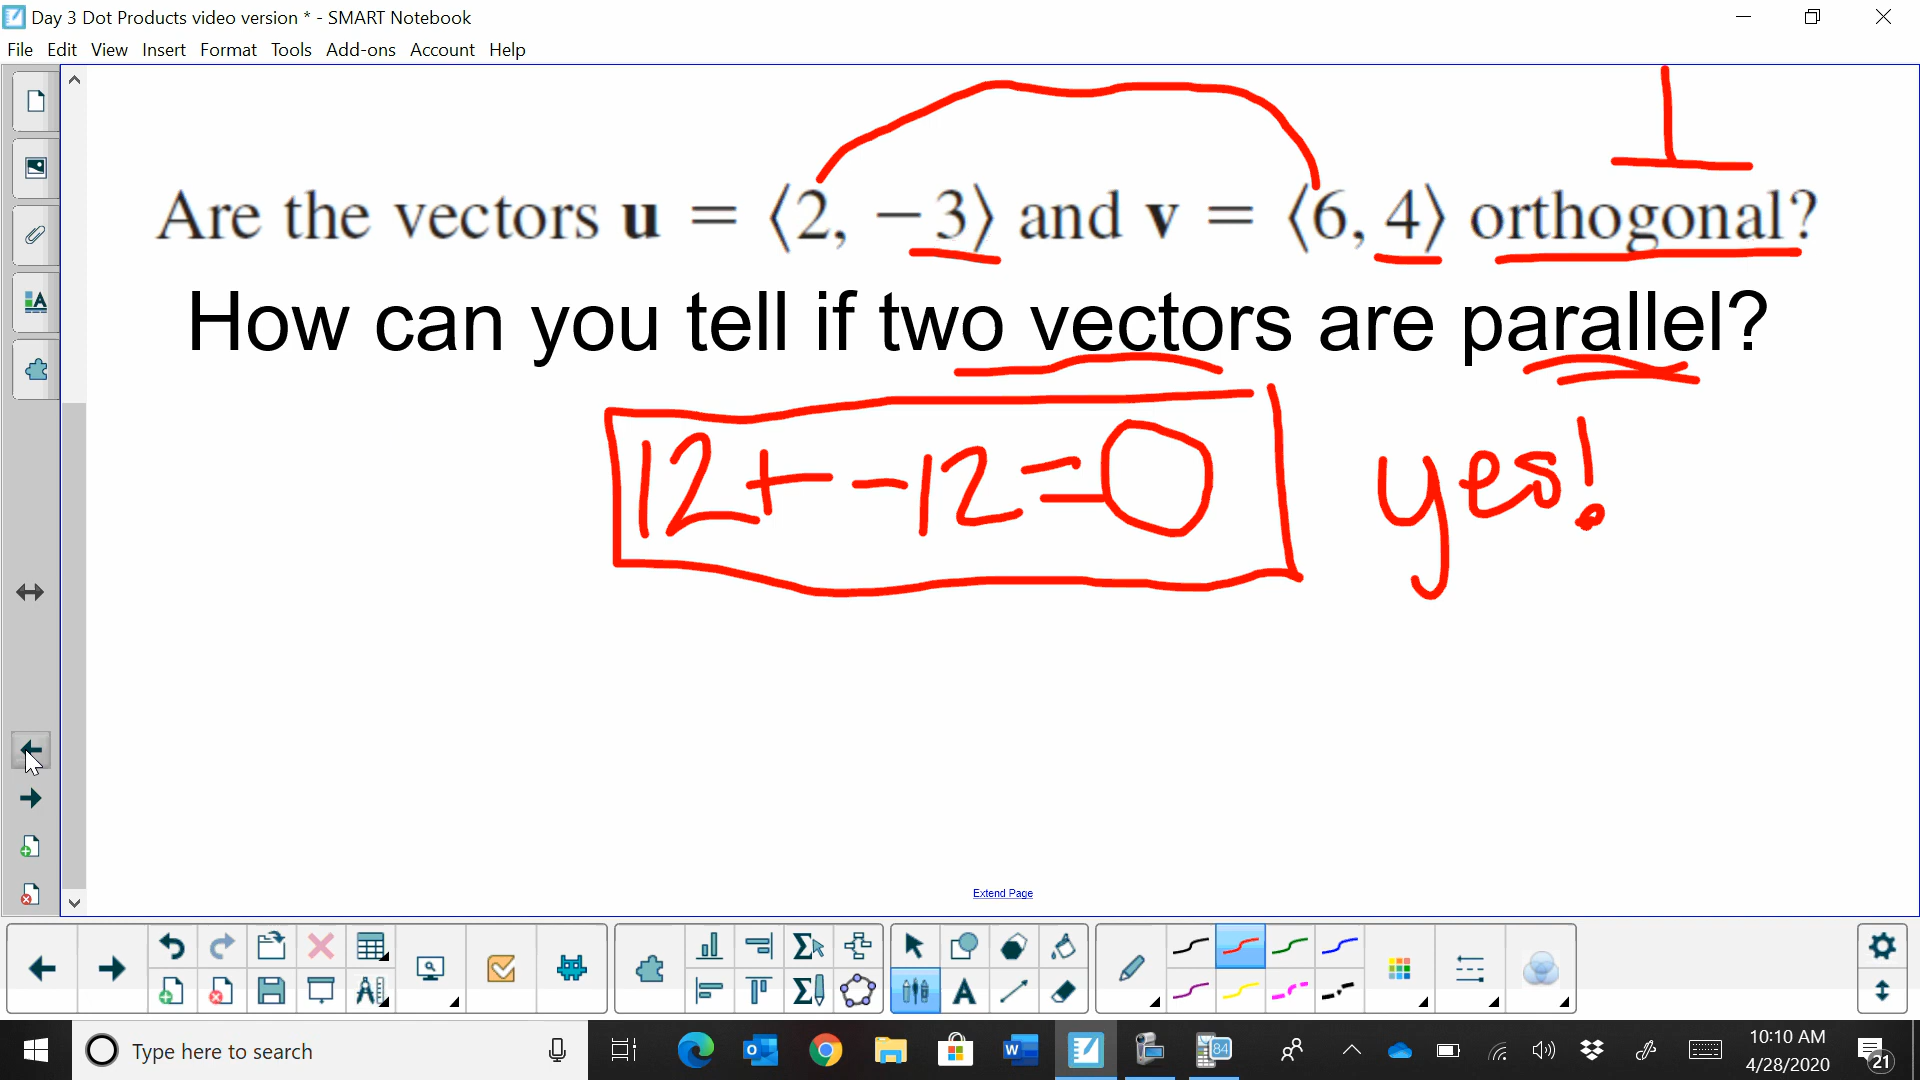 Day 3 Dot Products video version * - SMART Notebook
File Edit View Insert Format Tools Add-ons Account Help
Are the vectors u = ⟨2, −3⟩ and v = ⟨6, 4⟩ orthogonal?
How can you tell if two vectors are parallel?
12+-12=0 yes!
Extend Page
Type here to search
84
10:10 AM
4/28/2020
21